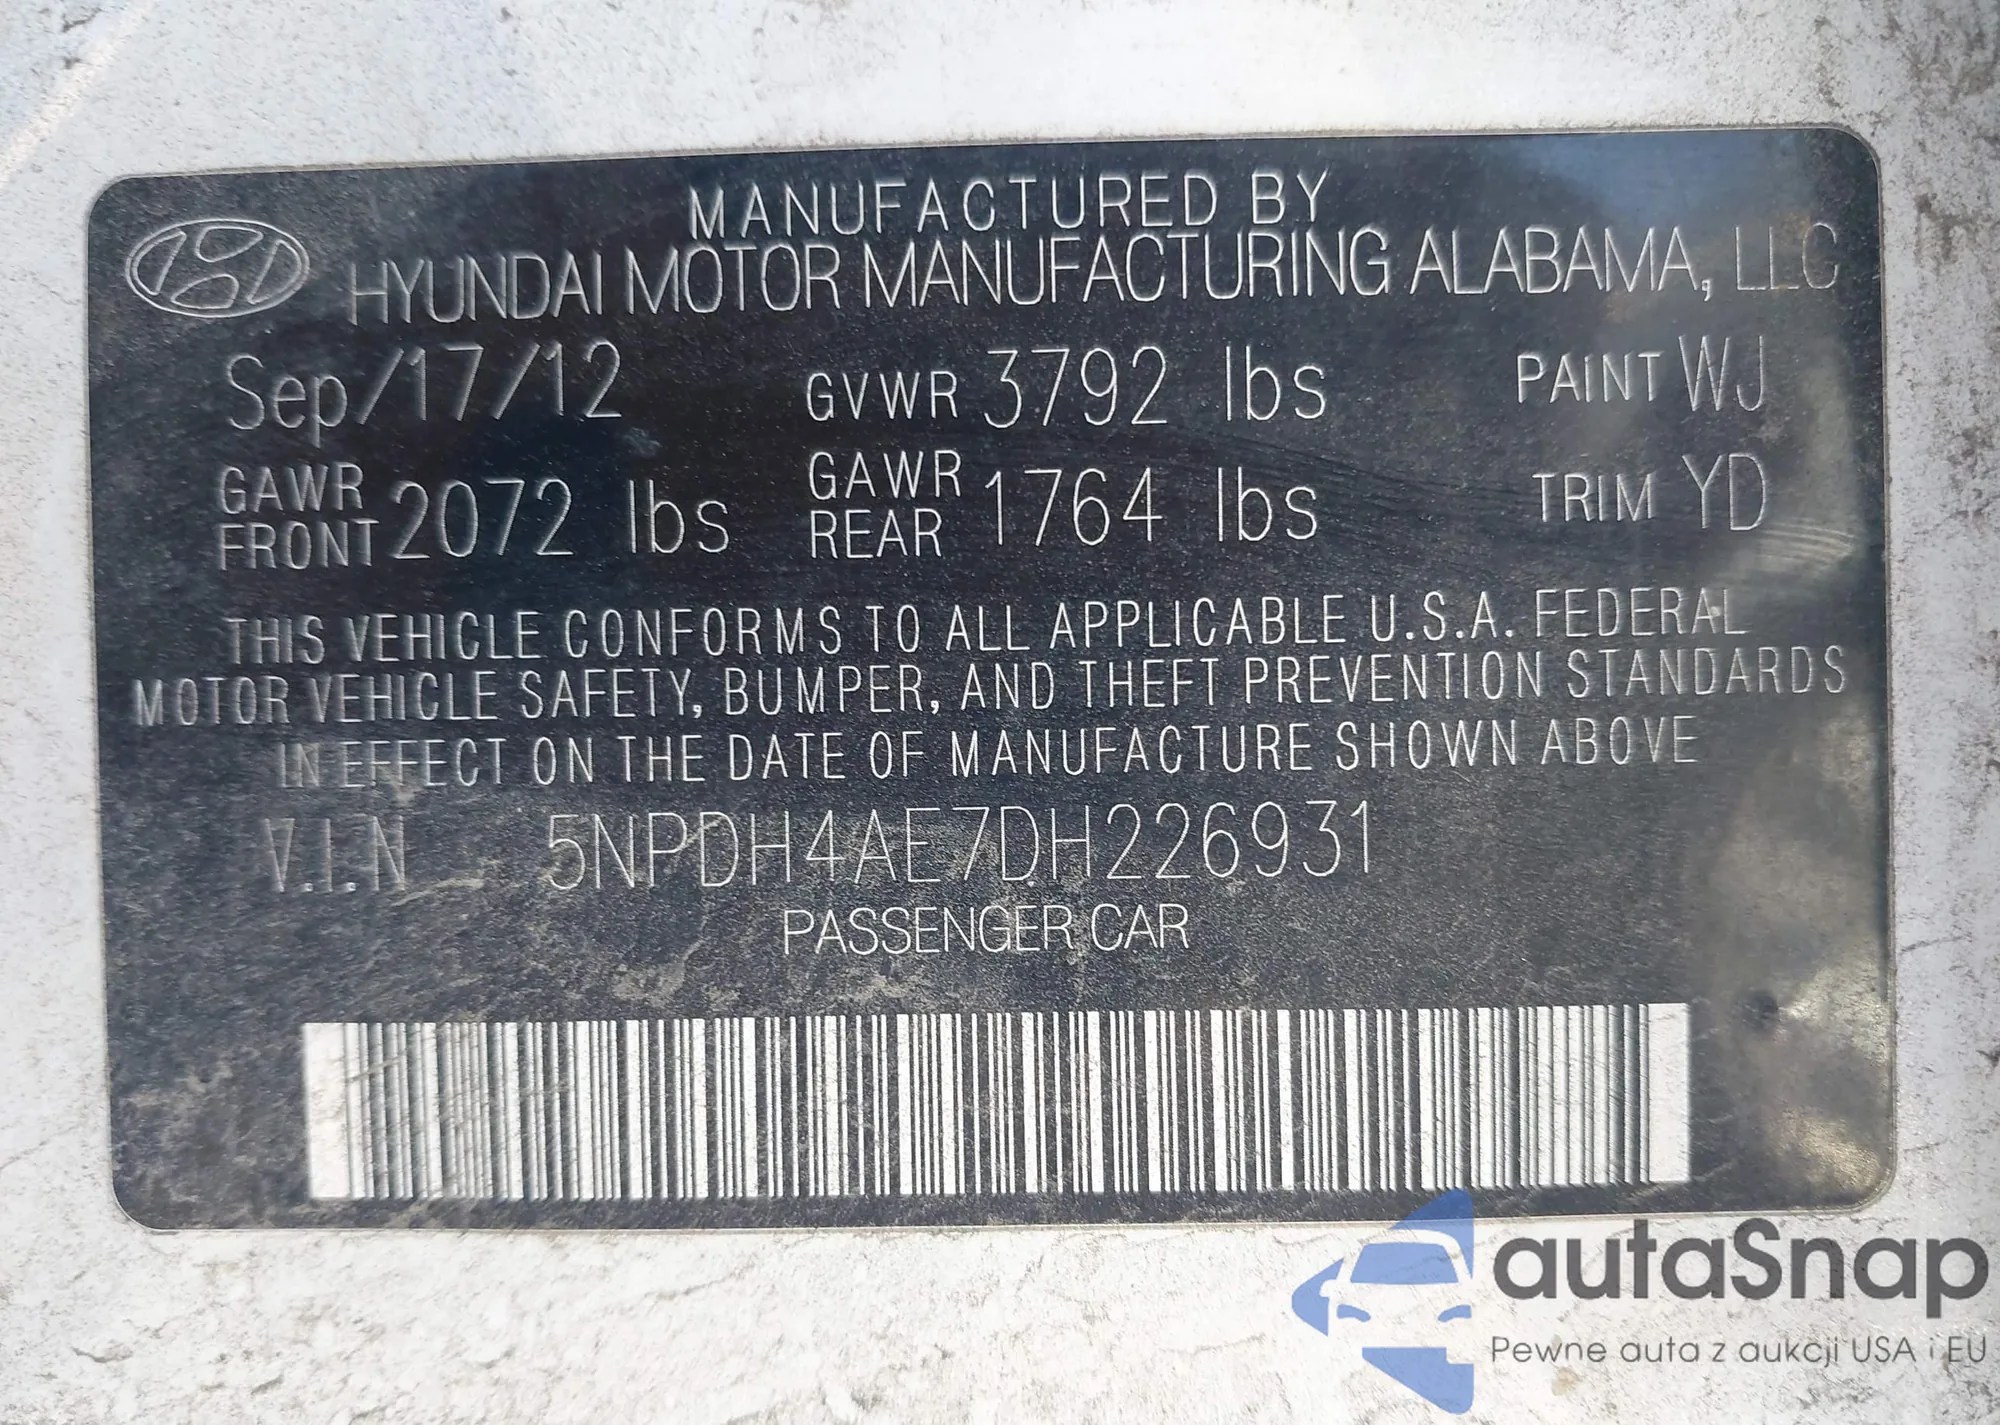 MANUFACTURED BY
HYUNDAI MOTOR MANUFACTURING ALABAMA, LLC
Sep/17/12 GVWR 3792 lbs PAINT WJ
GAWR FRONT 2072 lbs GAWR REAR 1764 lbs TRIM YD
THIS VEHICLE CONFORMS TO ALL APPLICABLE U.S.A. FEDERAL
MOTOR VEHICLE SAFETY, BUMPER, AND THEFT PREVENTION STANDARDS
IN EFFECT ON THE DATE OF MANUFACTURE SHOWN ABOVE
V.I.N 5NPDH4AE7DH226931
PASSENGER CAR
autaSnap
Pewne auta z aukcji USA i EU